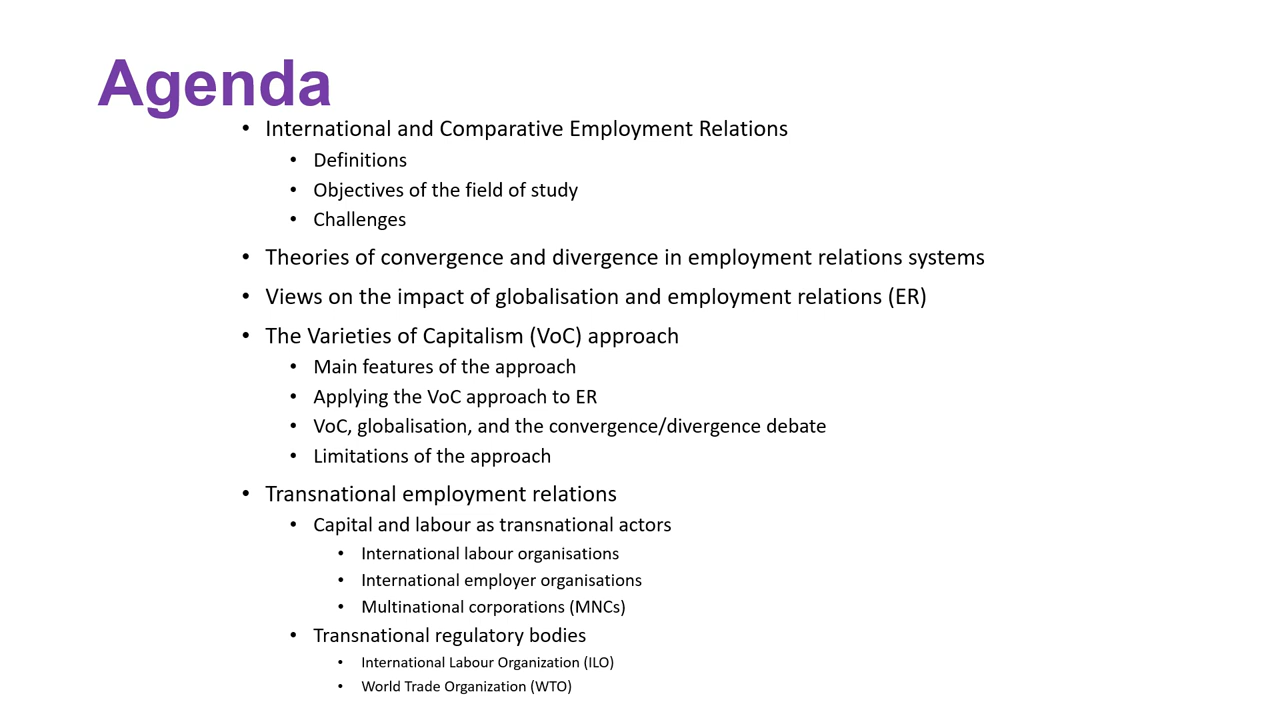 Agenda
• International and Comparative Employment Relations
• Definitions
• Objectives of the field of study
• Challenges
• Theories of convergence and divergence in employment relations systems
• Views on the impact of globalisation and employment relations (ER)
• The Varieties of Capitalism (VoC) approach
• Main features of the approach
• Applying the VoC approach to ER
• VoC, globalisation, and the convergence/divergence debate
• Limitations of the approach
• Transnational employment relations
• Capital and labour as transnational actors
• International labour organisations
• International employer organisations
• Multinational corporations (MNCs)
• Transnational regulatory bodies
• International Labour Organization (ILO)
• World Trade Organization (WTO)